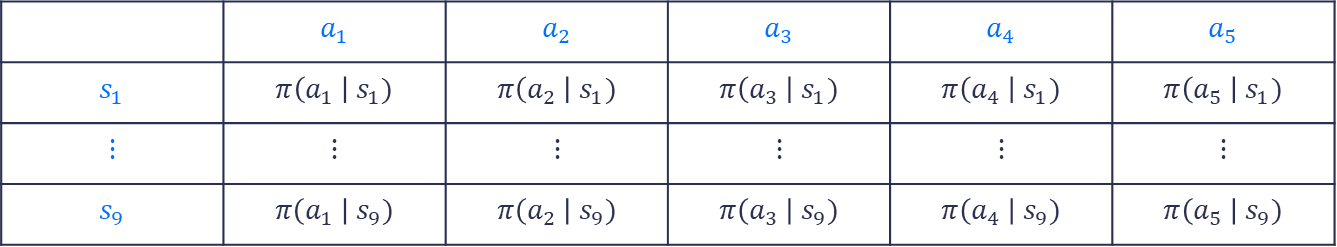 a₁ a₂ a₃ a₄ a₅
s₁ π(a₁ | s₁) π(a₂ | s₁) π(a₃ | s₁) π(a₄ | s₁) π(a₅ | s₁)
⋮ ⋮ ⋮ ⋮ ⋮ ⋮
s₉ π(a₁ | s₉) π(a₂ | s₉) π(a₃ | s₉) π(a₄ | s₉) π(a₅ | s₉)